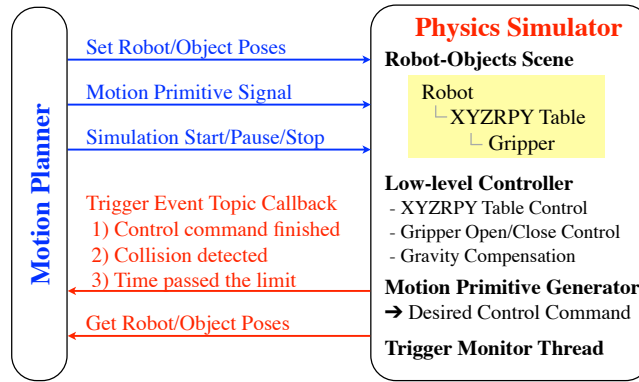 Motion Planner
Set Robot/Object Poses
Motion Primitive Signal
Simulation Start/Pause/Stop
Trigger Event Topic Callback
1) Control command finished
2) Collision detected
3) Time passed the limit
Get Robot/Object Poses
Physics Simulator
Robot-Objects Scene
Robot
XYZRPY Table
Gripper
Low-level Controller
- XYZRPY Table Control
- Gripper Open/Close Control
- Gravity Compensation
Motion Primitive Generator
➔ Desired Control Command
Trigger Monitor Thread